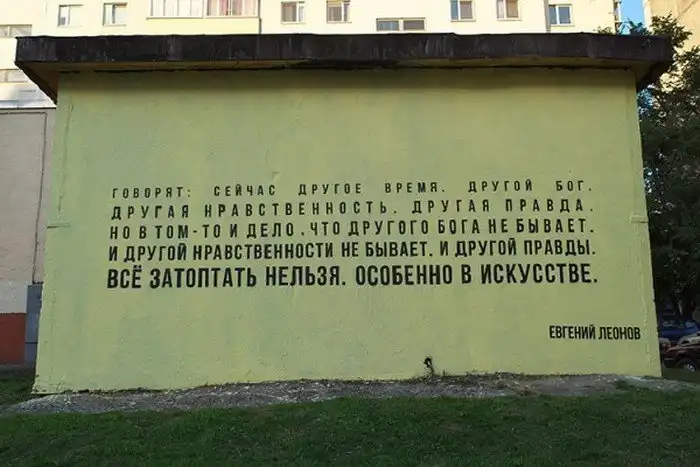 ГОВОРЯТ: СЕЙЧАС ДРУГОЕ ВРЕМЯ. ДРУГОЙ БОГ.
ДРУГАЯ НРАВСТВЕННОСТЬ. ДРУГАЯ ПРАВДА.
НО В ТОМ-ТО И ДЕЛО, ЧТО ДРУГОГО БОГА НЕ БЫВАЕТ.
И ДРУГОЙ НРАВСТВЕННОСТИ НЕ БЫВАЕТ. И ДРУГОЙ ПРАВДЫ.
ВСЁ ЗАТОПТАТЬ НЕЛЬЗЯ. ОСОБЕННО В ИСКУССТВЕ.
ЕВГЕНИЙ ЛЕОНОВ